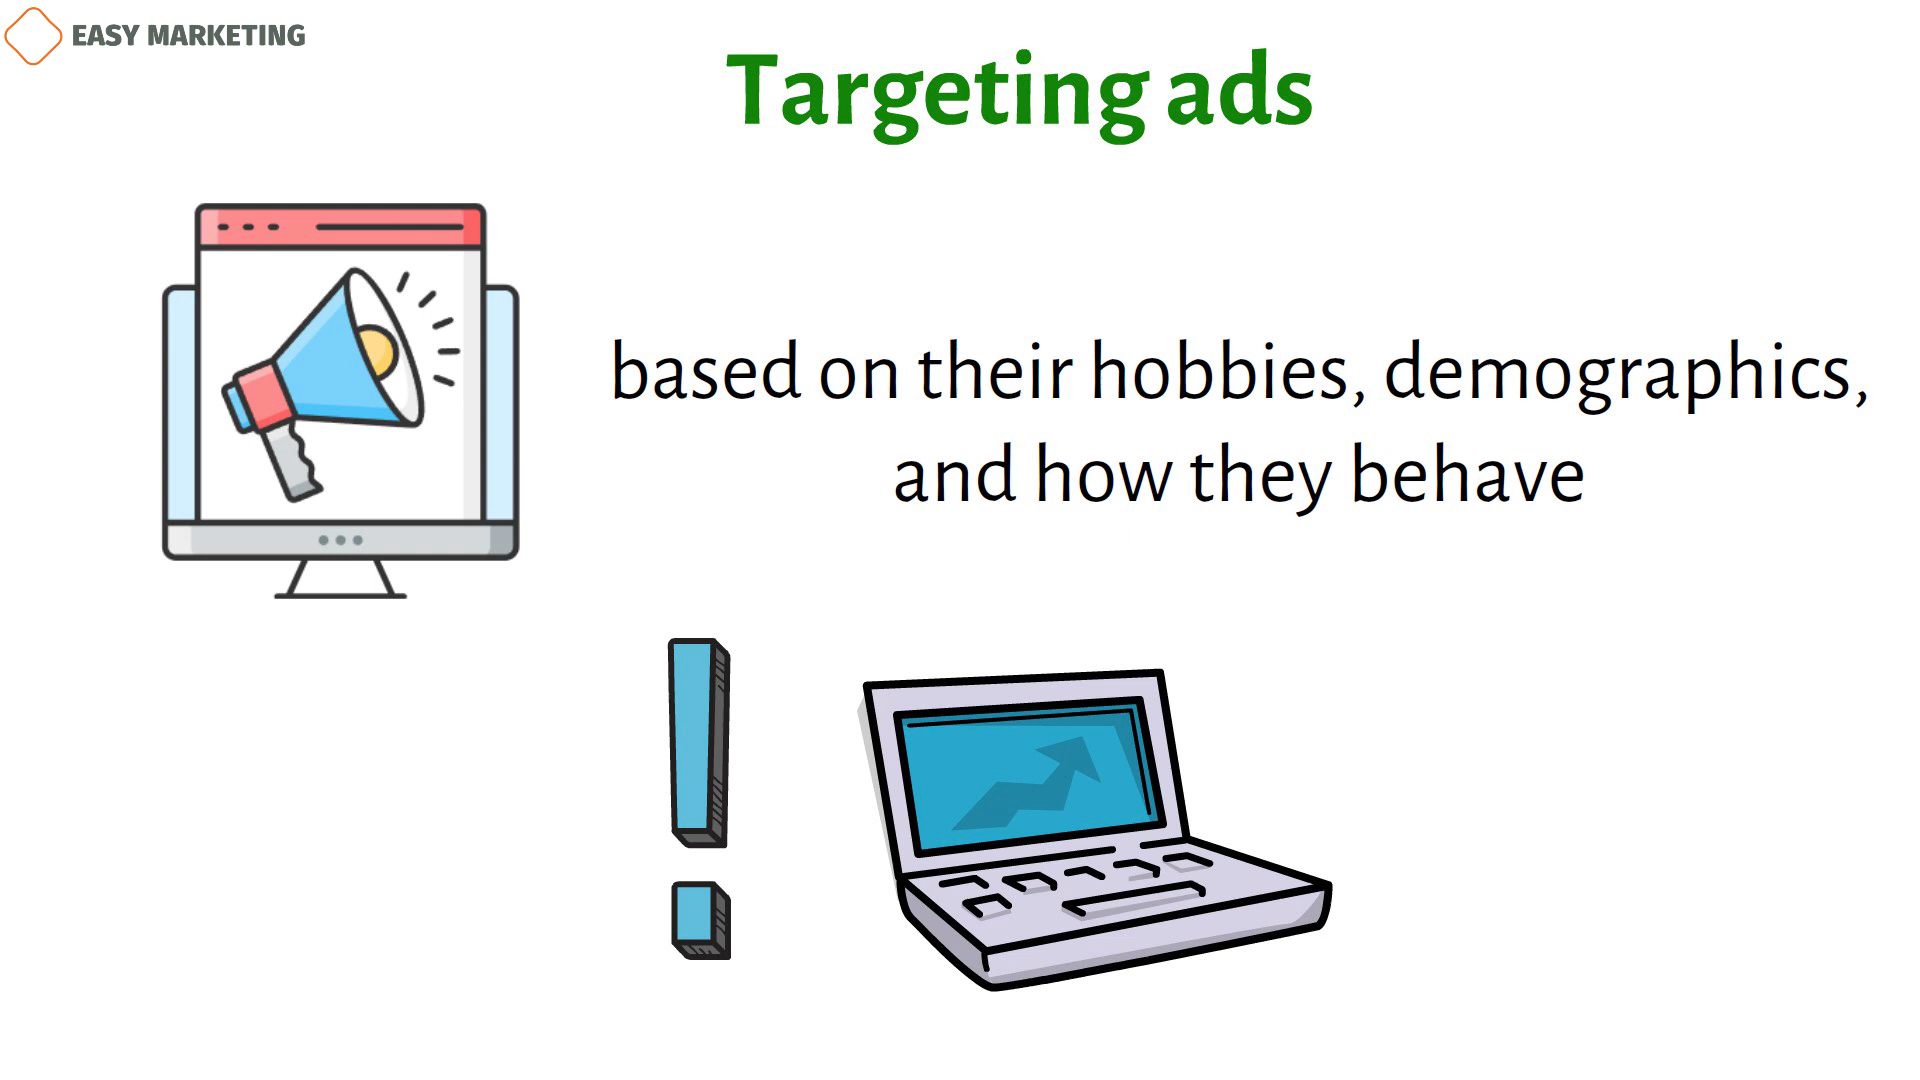 EASY MARKETING
Targeting ads
based on their hobbies, demographics,
and how they behave